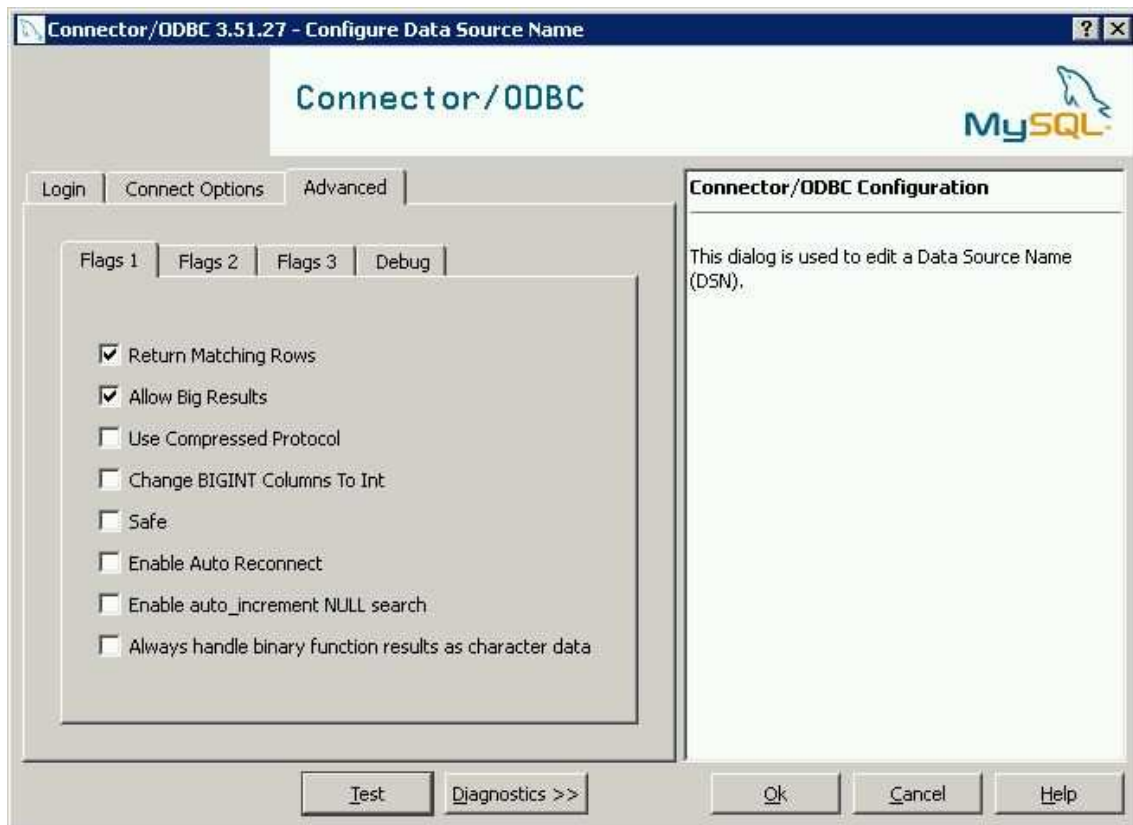 Connector/ODBC 3.51.27 - Configure Data Source Name
Connector/ODBC
MySQL
Login
Connect Options
Advanced
Flags 1
Flags 2
Flags 3
Debug
Return Matching Rows
Allow Big Results
Use Compressed Protocol
Change BIGINT Columns To Int
Safe
Enable Auto Reconnect
Enable auto_increment NULL search
Always handle binary function results as character data
Connector/ODBC Configuration
This dialog is used to edit a Data Source Name
(DSN).
Test
Diagnostics >>
Ok
Cancel
Help